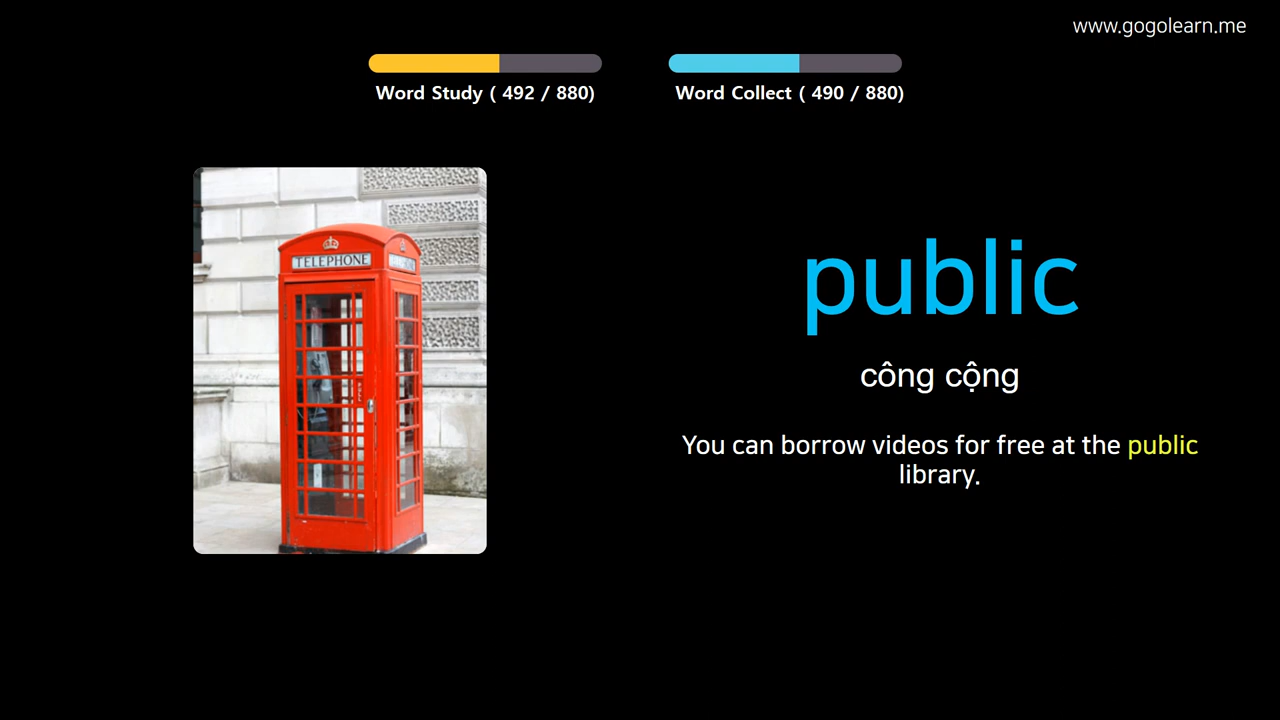 www.gogolearn.me
Word Study ( 492 / 880)
Word Collect ( 490 / 880)
TELEPHONE
public
công cộng
You can borrow videos for free at the public
library.